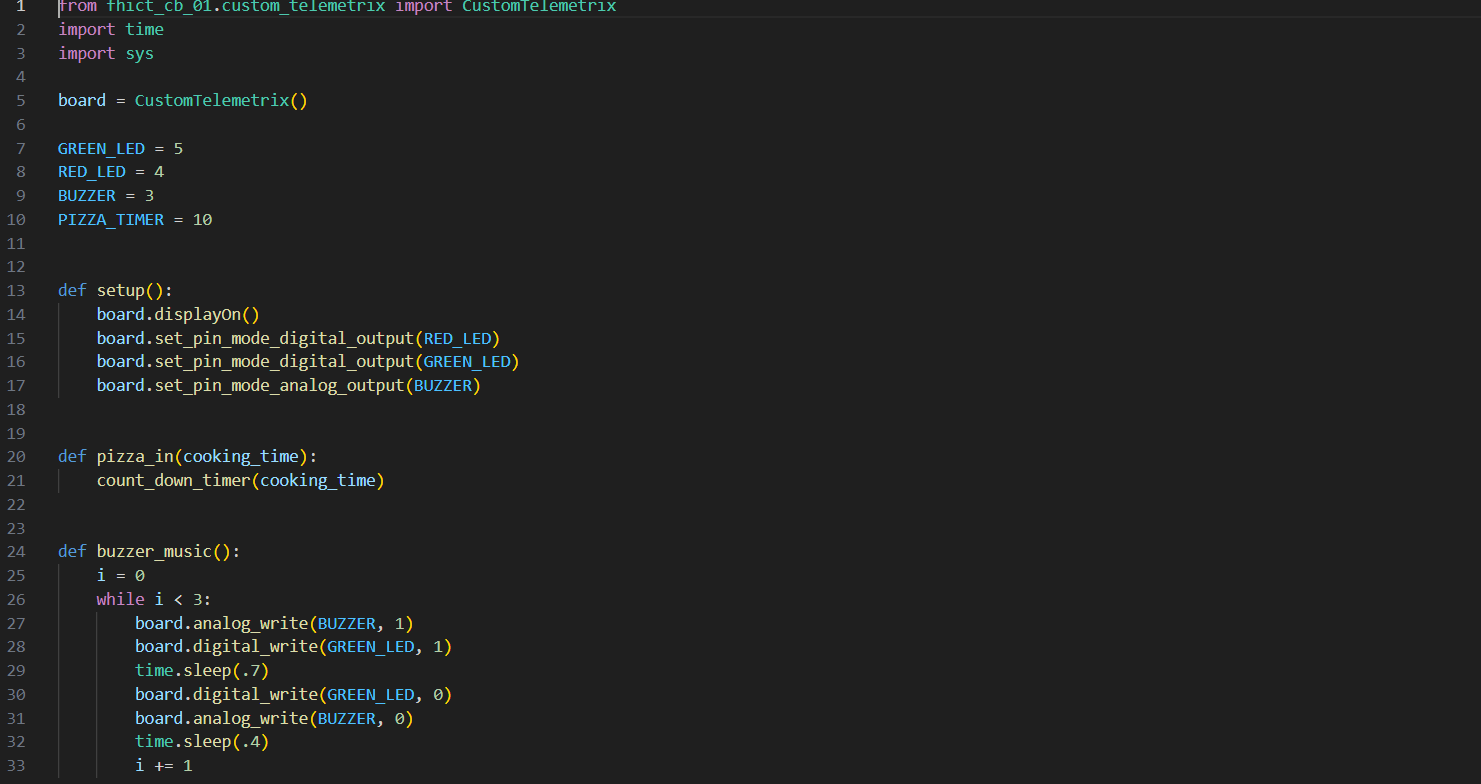 1 from fhict_cb_01.custom_telemetrix import CustomTelemetrix
2 import time
3 import sys
4
5 board = CustomTelemetrix()
6
7 GREEN_LED = 5
8 RED_LED = 4
9 BUZZER = 3
10 PIZZA_TIMER = 10
11
12
13 def setup():
14     board.displayOn()
15     board.set_pin_mode_digital_output(RED_LED)
16     board.set_pin_mode_digital_output(GREEN_LED)
17     board.set_pin_mode_analog_output(BUZZER)
18
19
20 def pizza_in(cooking_time):
21     count_down_timer(cooking_time)
22
23
24 def buzzer_music():
25     i = 0
26     while i < 3:
27         board.analog_write(BUZZER, 1)
28         board.digital_write(GREEN_LED, 1)
29         time.sleep(.7)
30         board.digital_write(GREEN_LED, 0)
31         board.analog_write(BUZZER, 0)
32         time.sleep(.4)
33         i += 1